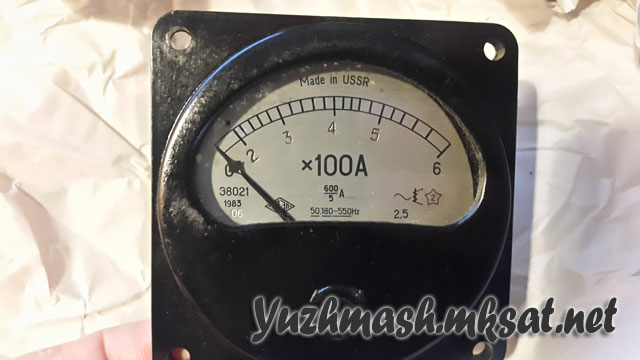 Made in USSR
0 2 3 4 5 6
×100A
38021
1983
06
600/5 A
50,180-550Hz
2
2.5
Yuzhmash.mksat.net